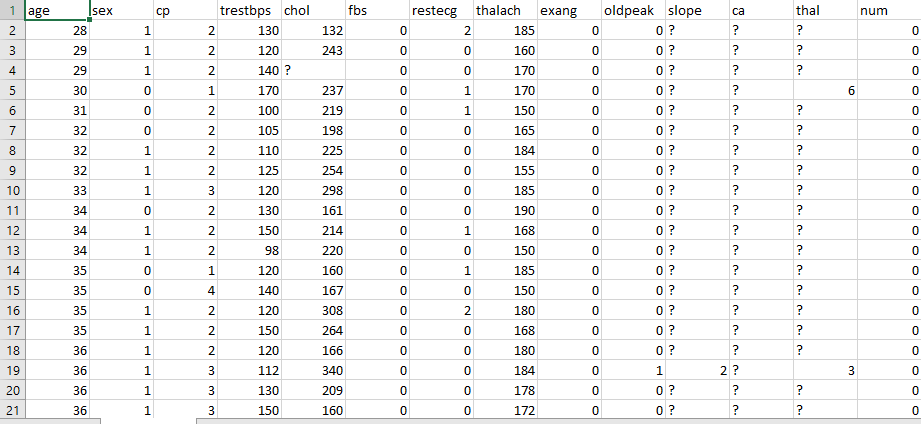 1 age sex cp trestbps chol fbs restecg thalach exang oldpeak slope ca thal num
2 28 1 2 130 132 0 2 185 0 0 ? ? ? 0
3 29 1 2 120 243 0 0 160 0 0 ? ? ? 0
4 29 1 2 140 ? 0 0 170 0 0 ? ? ? 0
5 30 0 1 170 237 0 1 170 0 0 ? ? 6 0
6 31 0 2 100 219 0 1 150 0 0 ? ? ? 0
7 32 0 2 105 198 0 0 165 0 0 ? ? ? 0
8 32 1 2 110 225 0 0 184 0 0 ? ? ? 0
9 32 1 2 125 254 0 0 155 0 0 ? ? ? 0
10 33 1 3 120 298 0 0 185 0 0 ? ? ? 0
11 34 0 2 130 161 0 0 190 0 0 ? ? ? 0
12 34 1 2 150 214 0 1 168 0 0 ? ? ? 0
13 34 1 2 98 220 0 0 150 0 0 ? ? ? 0
14 35 0 1 120 160 0 1 185 0 0 ? ? ? 0
15 35 0 4 140 167 0 0 150 0 0 ? ? ? 0
16 35 1 2 120 308 0 2 180 0 0 ? ? ? 0
17 35 1 2 150 264 0 0 168 0 0 ? ? ? 0
18 36 1 2 120 166 0 0 180 0 0 ? ? ? 0
19 36 1 3 112 340 0 0 184 0 1 2 ? 3 0
20 36 1 3 130 209 0 0 178 0 0 ? ? ? 0
21 36 1 3 150 160 0 0 172 0 0 ? ? ? 0